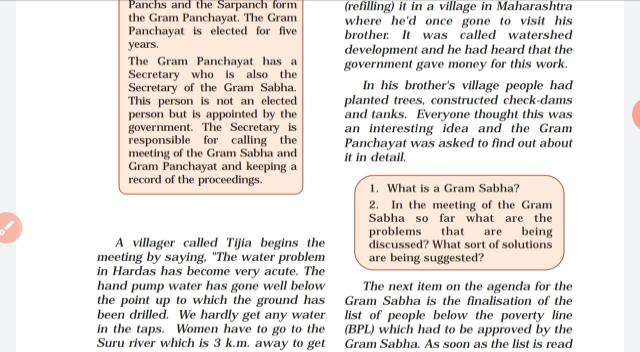 Panchs and the Sarpanch form
the Gram Panchayat. The Gram
Panchayat is elected for five
years.
The Gram Panchayat has a
Secretary who is also the
Secretary of the Gram Sabha.
This person is not an elected
person but is appointed by the
government. The Secretary is
responsible for calling the
meeting of the Gram Sabha and
Gram Panchayat and keeping a
record of the proceedings.
A villager called Tijia begins the
meeting by saying, "The water problem
in Hardas has become very acute. The
hand pump water has gone well below
the point up to which the ground has
been drilled. We hardly get any water
in the taps. Women have to go to the
Suru river which is 3 k.m. away to get
(refilling) it in a village in Maharashtra
where he'd once gone to visit his
brother. It was called watershed
development and he had heard that the
government gave money for this work.
In his brother's village people had
planted trees, constructed check-dams
and tanks. Everyone thought this was
an interesting idea and the Gram
Panchayat was asked to find out about
it in detail.
1. What is a Gram Sabha?
2. In the meeting of the Gram
Sabha so far what are the
problems that are being
discussed? What sort of solutions
are being suggested?
The next item on the agenda for the
Gram Sabha is the finalisation of the
list of people below the poverty line
(BPL) which had to be approved by the
Gram Sabha. As soon as the list is read